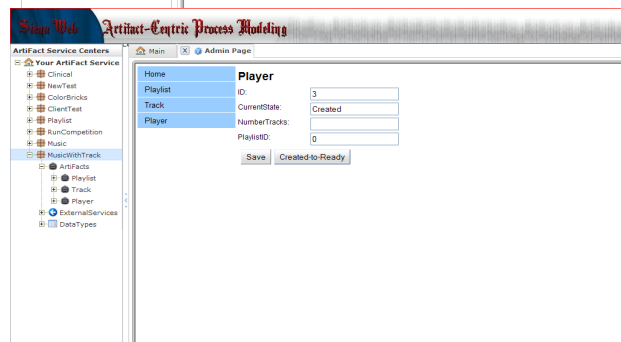 Siena Web Artifact-Centric Process Modeling
ArtiFact Service Centers
Main
Admin Page
Your ArtiFact Service
Clinical
NewTest
ColorBricks
ClientTest
Playlist
RunCompetition
Music
MusicWithTrack
ArtiFacts
Playlist
Track
Player
ExternalServices
DataTypes
Home
Playlist
Track
Player
Player
ID: 3
CurrentState: Created
NumberTracks:
PlaylistID: 0
Save Created-to-Ready